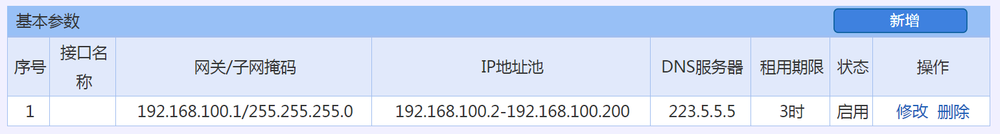 基本参数 新增
序号 接口名称 网关/子网掩码 IP地址池 DNS服务器 租用期限 状态 操作
1 192.168.100.1/255.255.255.0 192.168.100.2-192.168.100.200 223.5.5.5 3时 启用 修改 删除